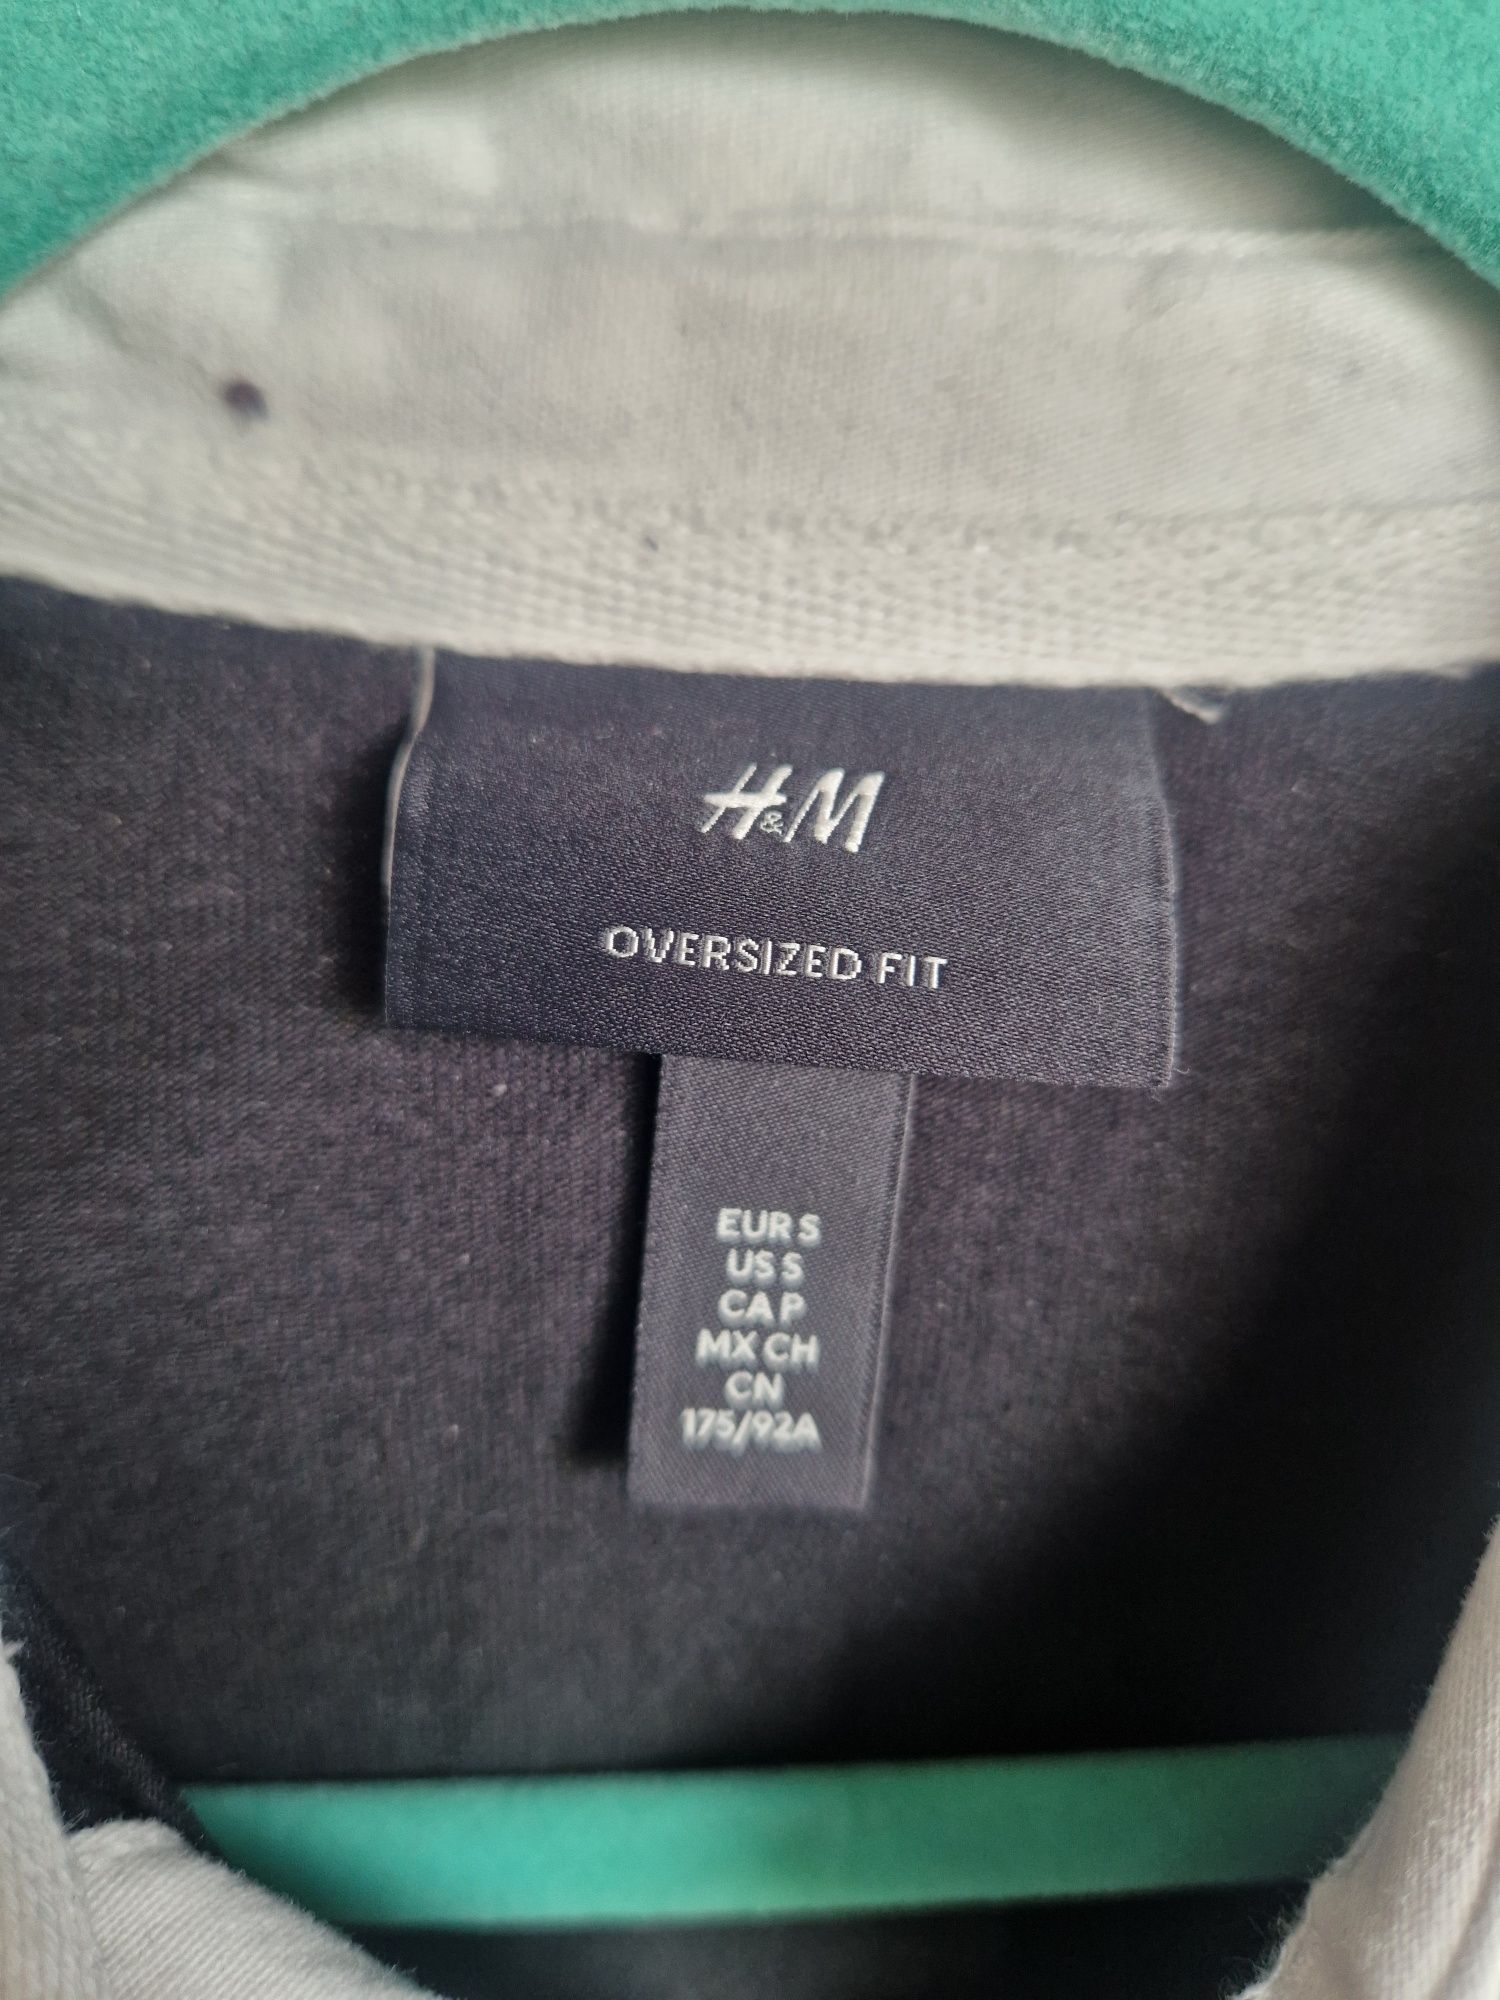 H&M
OVERSIZED FIT
EUR S
US S
CA P
MX CH
CN
175/92A